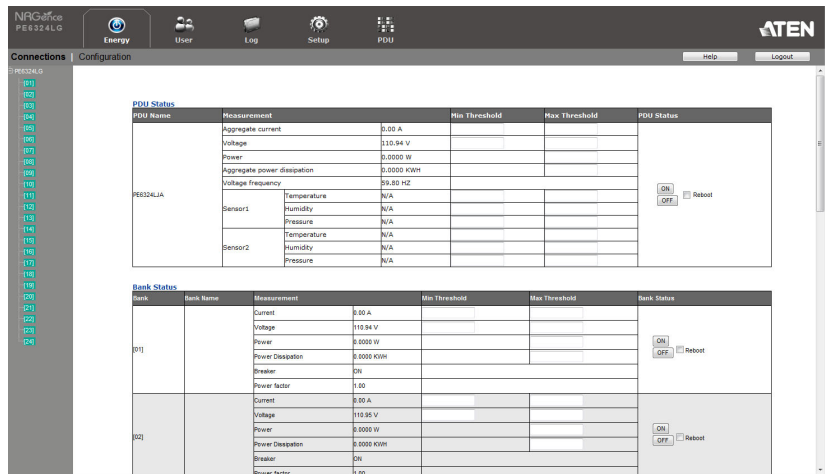 NRGence
PE6324LG
Energy User Log Setup PDU
ATEN
Connections | Configuration Help Logout
PE6324LG
[01]
[02]
[03]
[04]
[05]
[06]
[07]
[08]
[09]
[10]
[11]
[12]
[13]
[14]
[15]
[16]
[17]
[18]
[19]
[20]
[21]
[22]
[23]
[24]
PDU Status
PDU Name Measurement Min Threshold Max Threshold PDU Status
PE6324LJA
Aggregate current 0.00 A
Voltage 110.94 V
Power 0.0000 W
Aggregate power dissipation 0.0000 KWH
Voltage frequency 59.80 HZ
Sensor1
Temperature N/A
Humidity N/A
Pressure N/A
Sensor2
Temperature N/A
Humidity N/A
Pressure N/A
ON
OFF Reboot
Bank Status
Bank Bank Name Measurement Min Threshold Max Threshold Bank Status
[01]
Current 0.00 A
Voltage 110.94 V
Power 0.0000 W
Power Dissipation 0.0000 KWH
Breaker ON
Power factor 1.00
ON
OFF Reboot
[02]
Current 0.00 A
Voltage 110.95 V
Power 0.0000 W
Power Dissipation 0.0000 KWH
Breaker ON
Power factor 1.00
ON
OFF Reboot